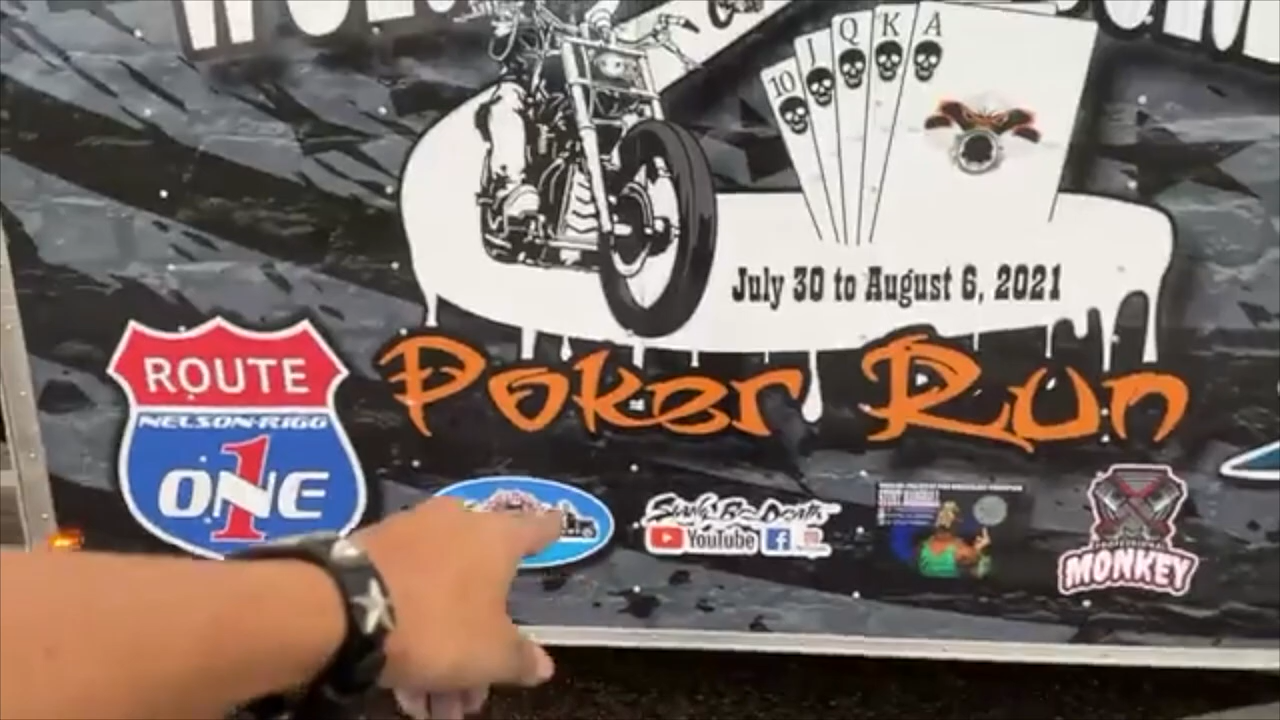 10
J
Q
K
A
July 30 to August 6, 2021
Poker Run
ROUTE
NELSON-RIGG
1
ONE
YouTube
MONKEY